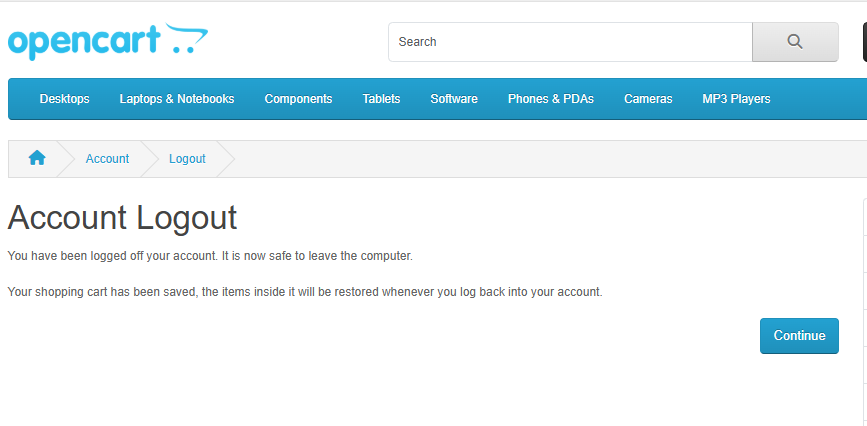 opencart
Search
Desktops Laptops & Notebooks Components Tablets Software Phones & PDAs Cameras MP3 Players
Account Logout
Account Logout
You have been logged off your account. It is now safe to leave the computer.
Your shopping cart has been saved, the items inside it will be restored whenever you log back into your account.
Continue